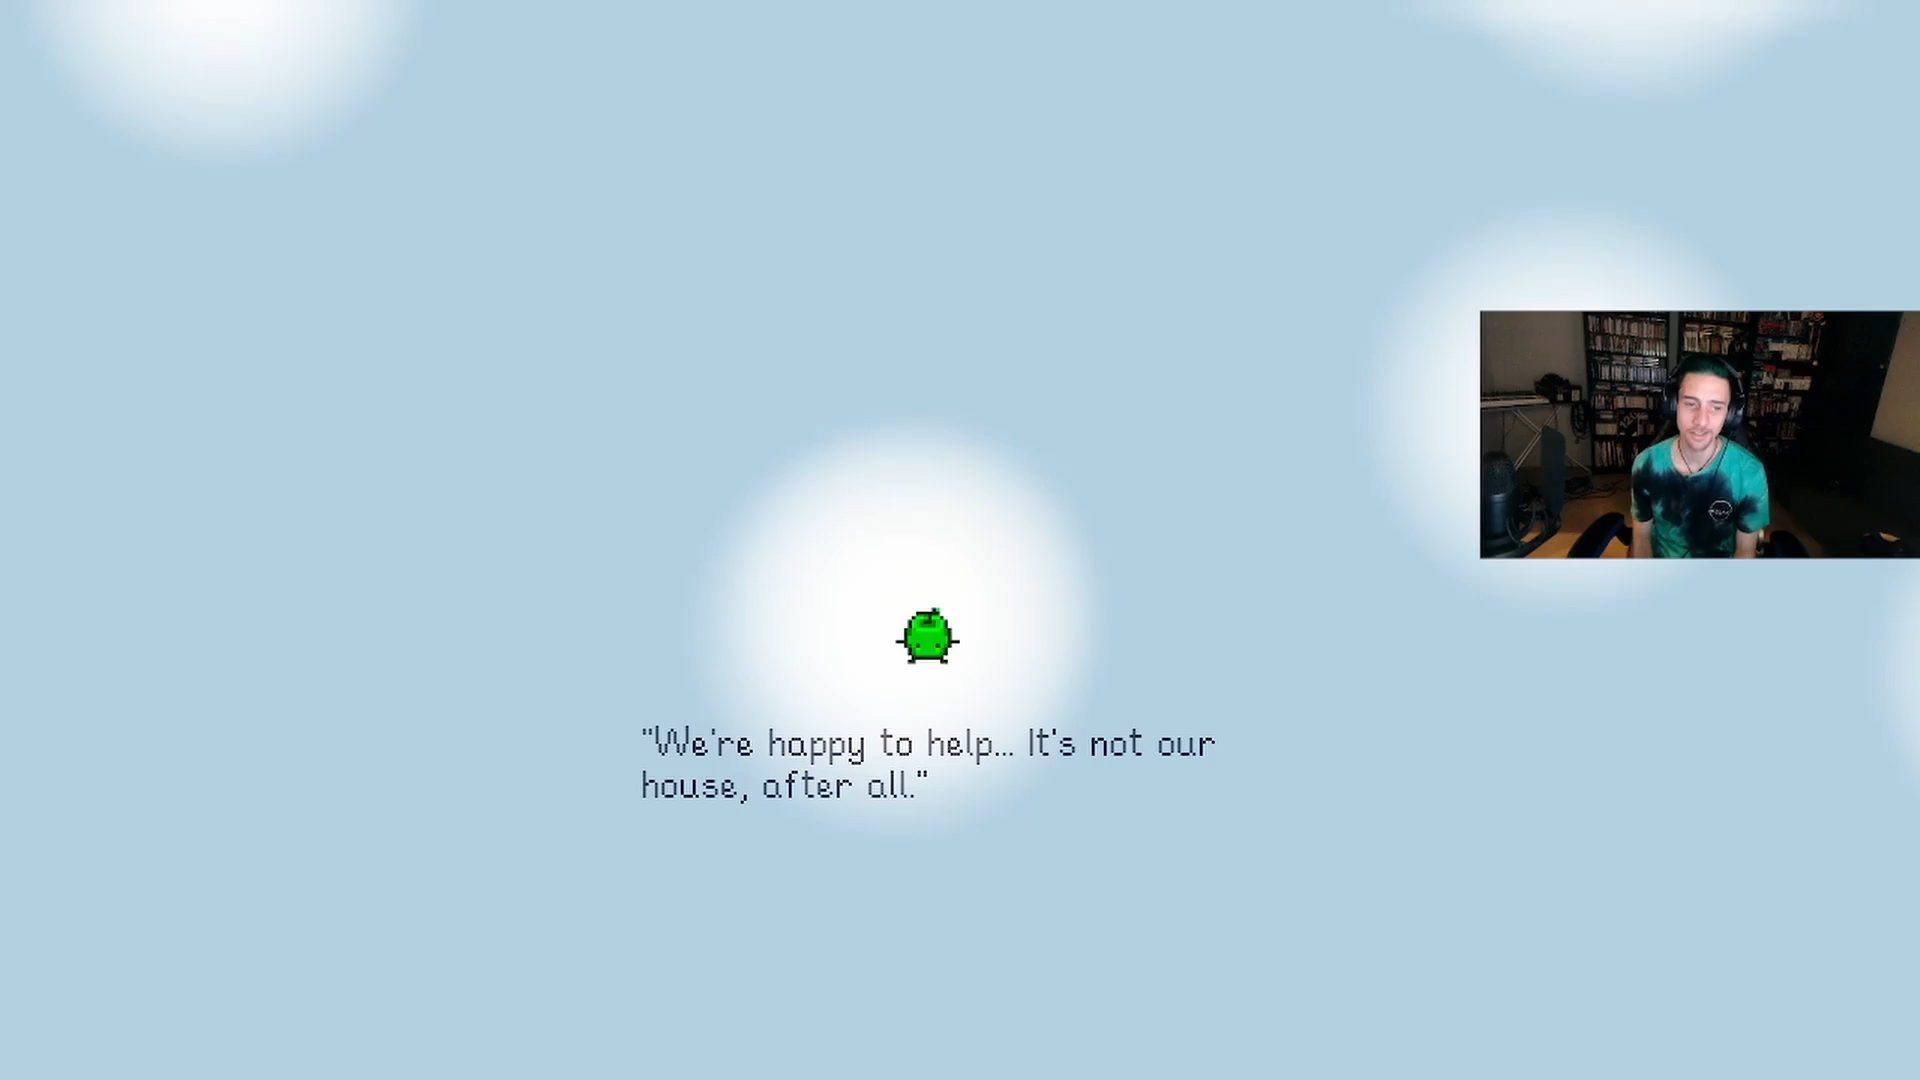 "We're happy to help... It's not our
house, after all."